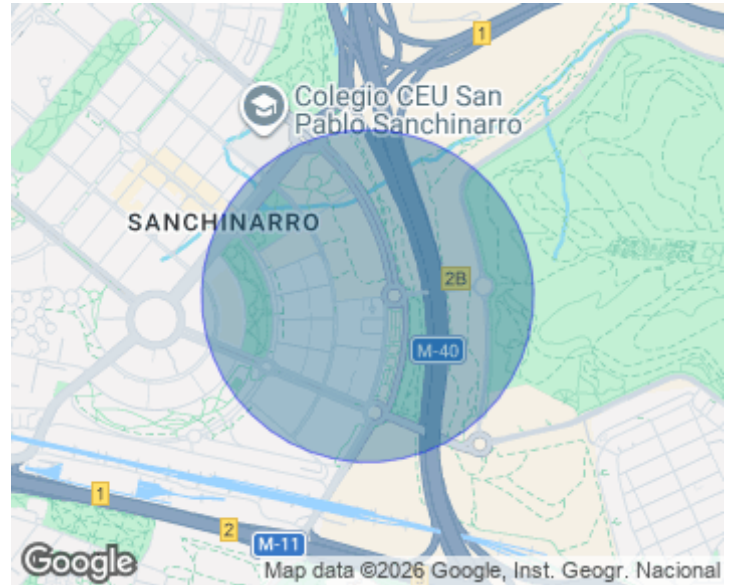 1
Colegio CEU San
Pablo Sanchinarro
SANCHINARRO
2B
M-40
1
2
M-11
Google
Map data ©2026 Google, Inst. Geogr. Nacional